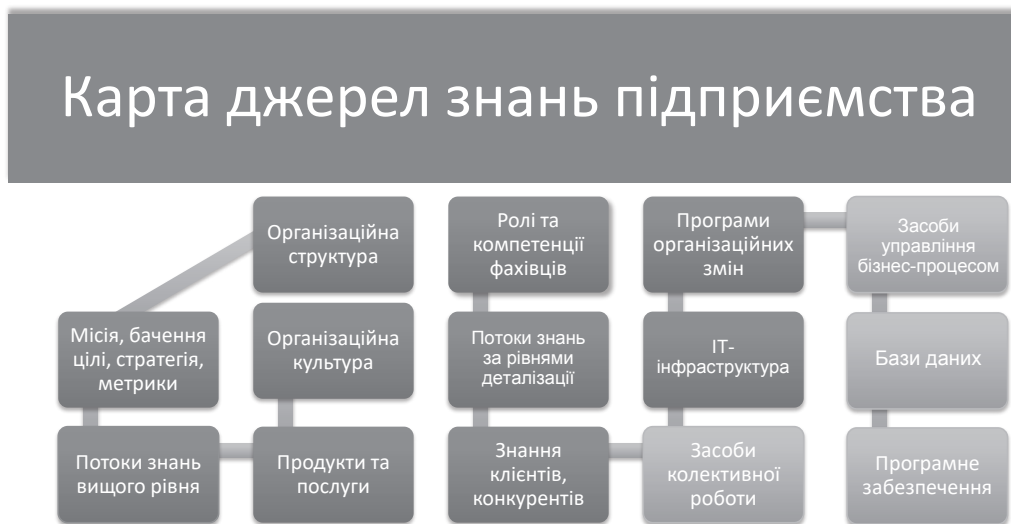 Карта джерел знань підприємства
Організаційна
структура
Місія, бачення
цілі, стратегія,
метрики
Потоки знань
вищого рівня
Продукти та
послуги
Організаційна
культура
Ролі та
компетенції
фахівців
Потоки знань
за рівнями
деталізації
Знання
клієнтів,
конкурентів
Засоби
колективної
роботи
ІТ-
інфраструктура
Програми
організаційних
змін
Засоби
управління
бізнес-процесом
Бази даних
Програмне
забезпечення